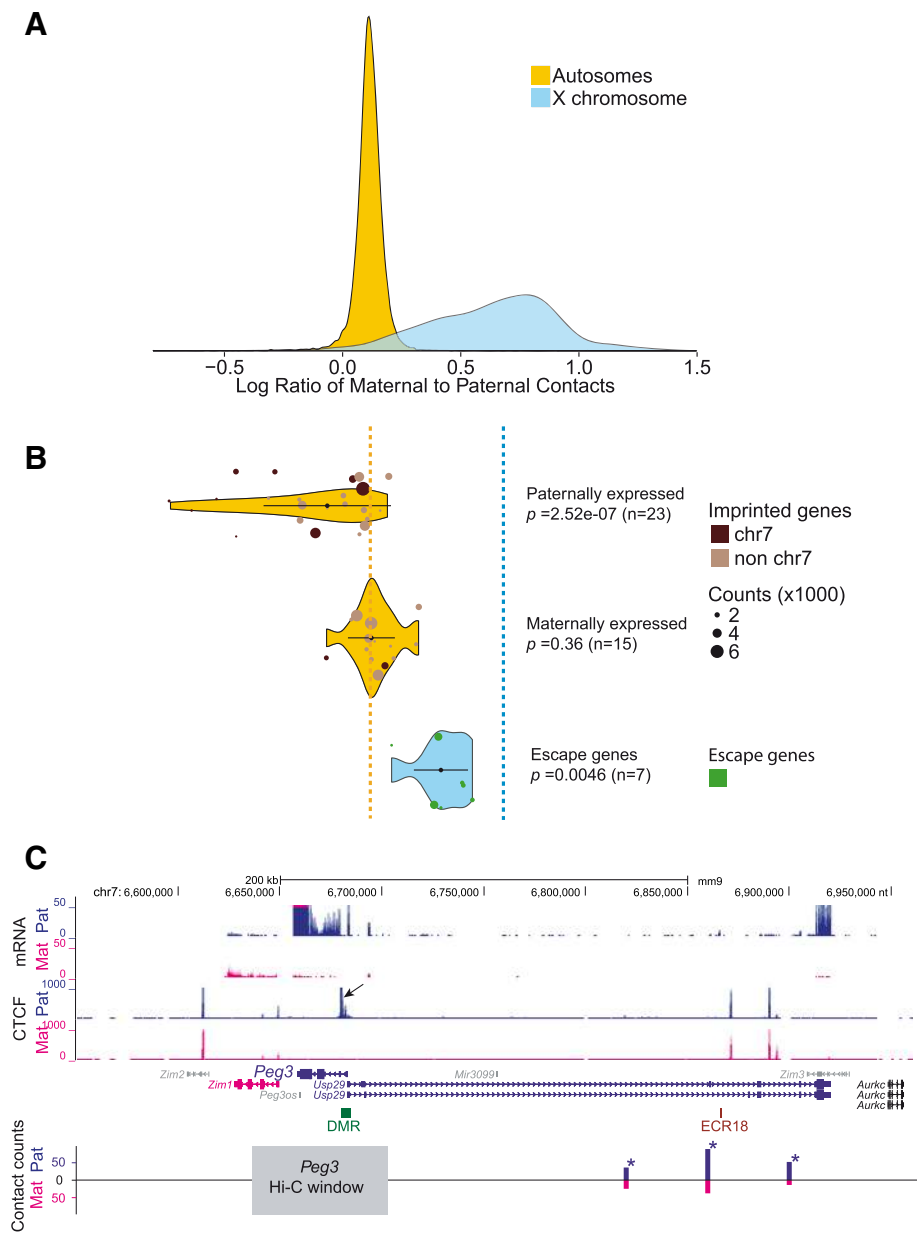 A
Autosomes
X chromosome
−0.5 0.0 0.5 1.0 1.5
Log Ratio of Maternal to Paternal Contacts
B
Paternally expressed
p =2.52e-07 (n=23)
Maternally expressed
p =0.36 (n=15)
Escape genes
p =0.0046 (n=7)
Imprinted genes
chr7
non chr7
Counts (x1000)
2
4
6
Escape genes
C
200 kb mm9
chr7: 6,600,000 6,650,000 6,700,000 6,750,000 6,800,000 6,850,000 6,900,000 6,950,000 nt
mRNA
Pat
50
0
Mat
50
0
CTCF
Pat
1000
0
Mat
1000
0
Zim2 Peg3 Mir3099 Zim3
Zim1 Usp29 Aurkc
Peg3os Usp29 Aurkc
Aurkc
DMR ECR18
Contact counts
Pat
Mat
50
0
50
Peg3
Hi-C window
* * *